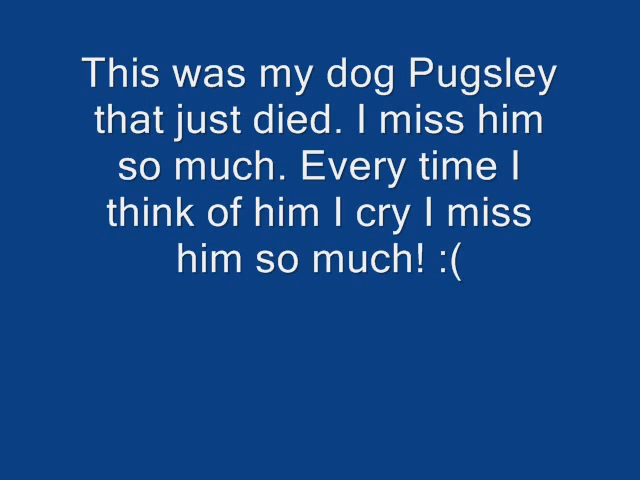 This was my dog Pugsley
that just died. I miss him
so much. Every time I
think of him I cry I miss
him so much! :(